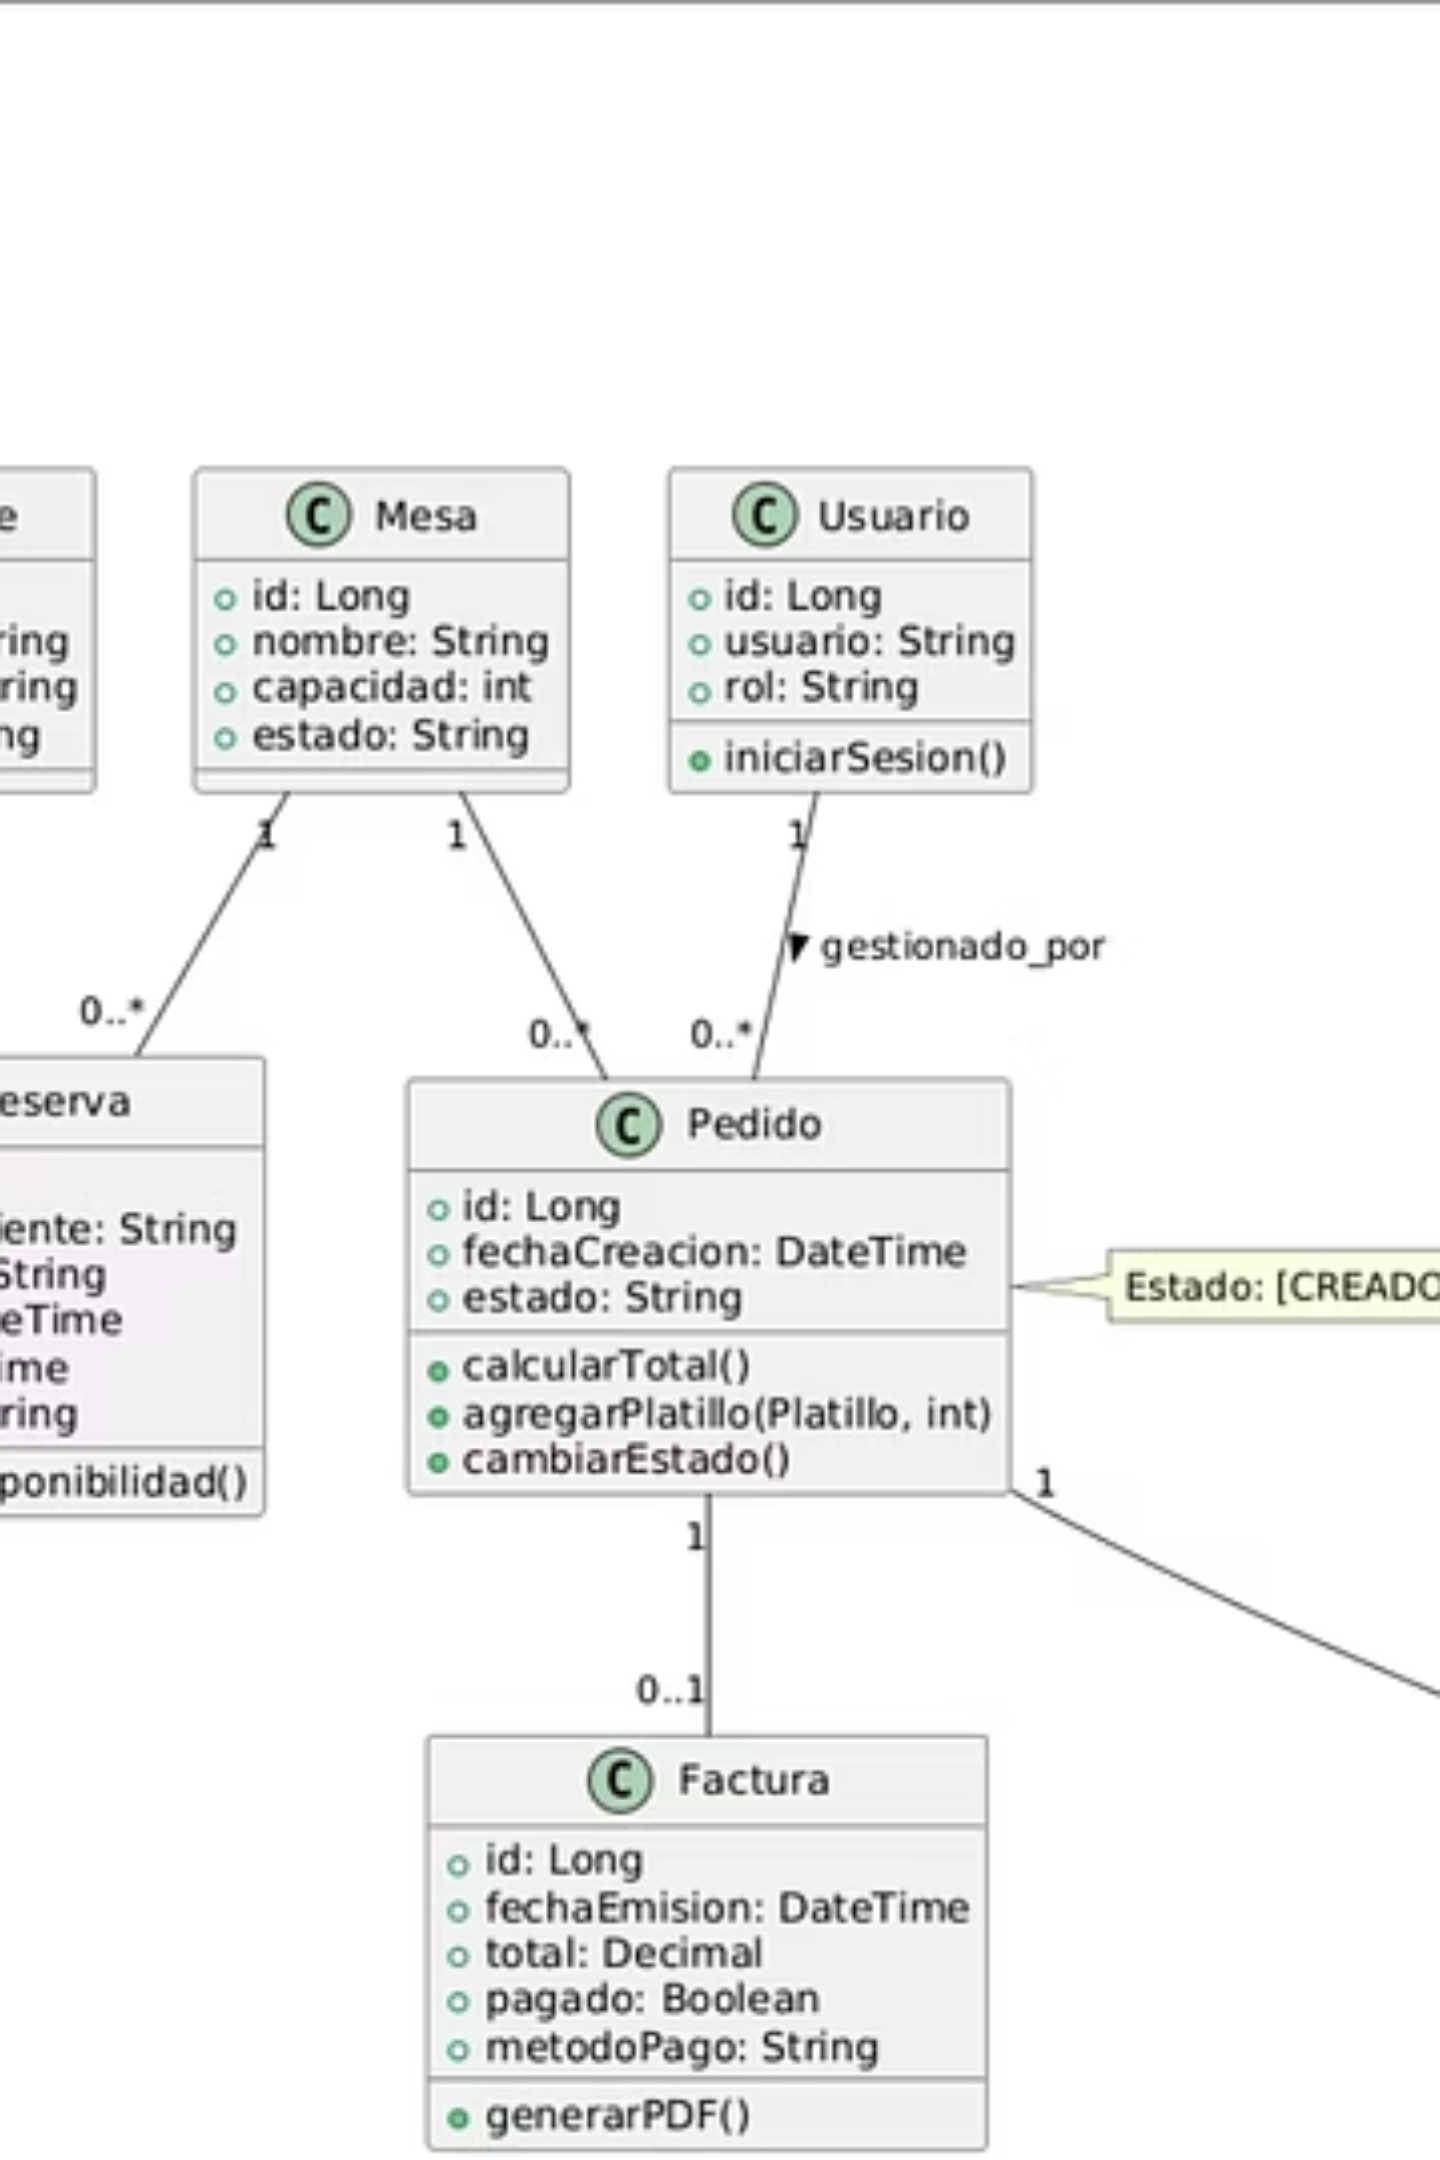 C Mesa
id: Long
nombre: String
capacidad: int
estado: String
C Usuario
id: Long
usuario: String
rol: String
iniciarSesion()
1
1
1
gestionado_por
0..*
0..*
0..*
eserva
iente: String
String
eTime
ime
ring
ponibilidad()
C Pedido
id: Long
fechaCreacion: DateTime
estado: String
calcularTotal()
agregarPlatillo(Platillo, int)
cambiarEstado()
Estado: [CREADO
1
1
0..1
C Factura
id: Long
fechaEmision: DateTime
total: Decimal
pagado: Boolean
metodoPago: String
generarPDF()